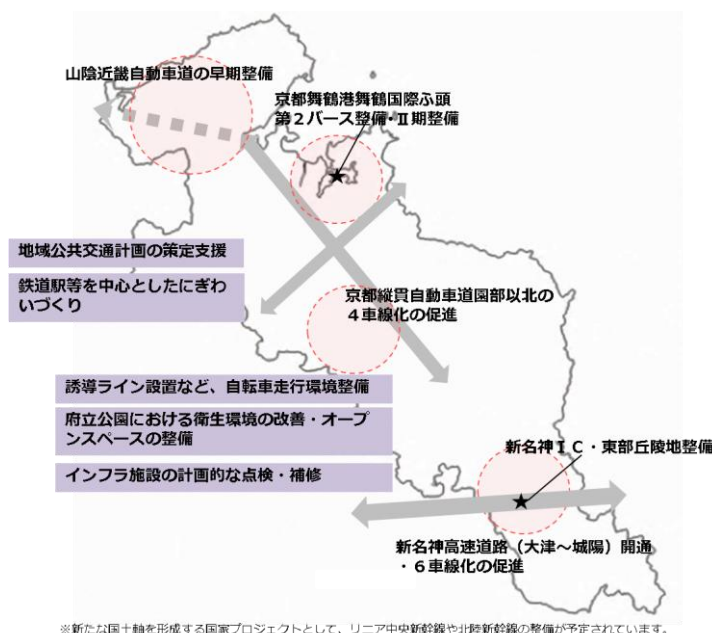 山陰近畿自動車道の早期整備
京都舞鶴港舞鶴国際ふ頭
第2バース整備・Ⅱ期整備
地域公共交通計画の策定支援
鉄道駅等を中心としたにぎわ
いづくり
京都縦貫自動車道園部以北の
４車線化の促進
誘導ライン設置など、自転車走行環境整備
府立公園における衛生環境の改善・オープ
ンスペースの整備
インフラ施設の計画的な点検・補修
新名神ＩＣ・東部丘陵地整備
新名神高速道路（大津～城陽）開通
・６車線化の促進
※新たな国土軸を形成する国家プロジェクトとして、リニア中央新幹線や北陸新幹線の整備が予定されています。